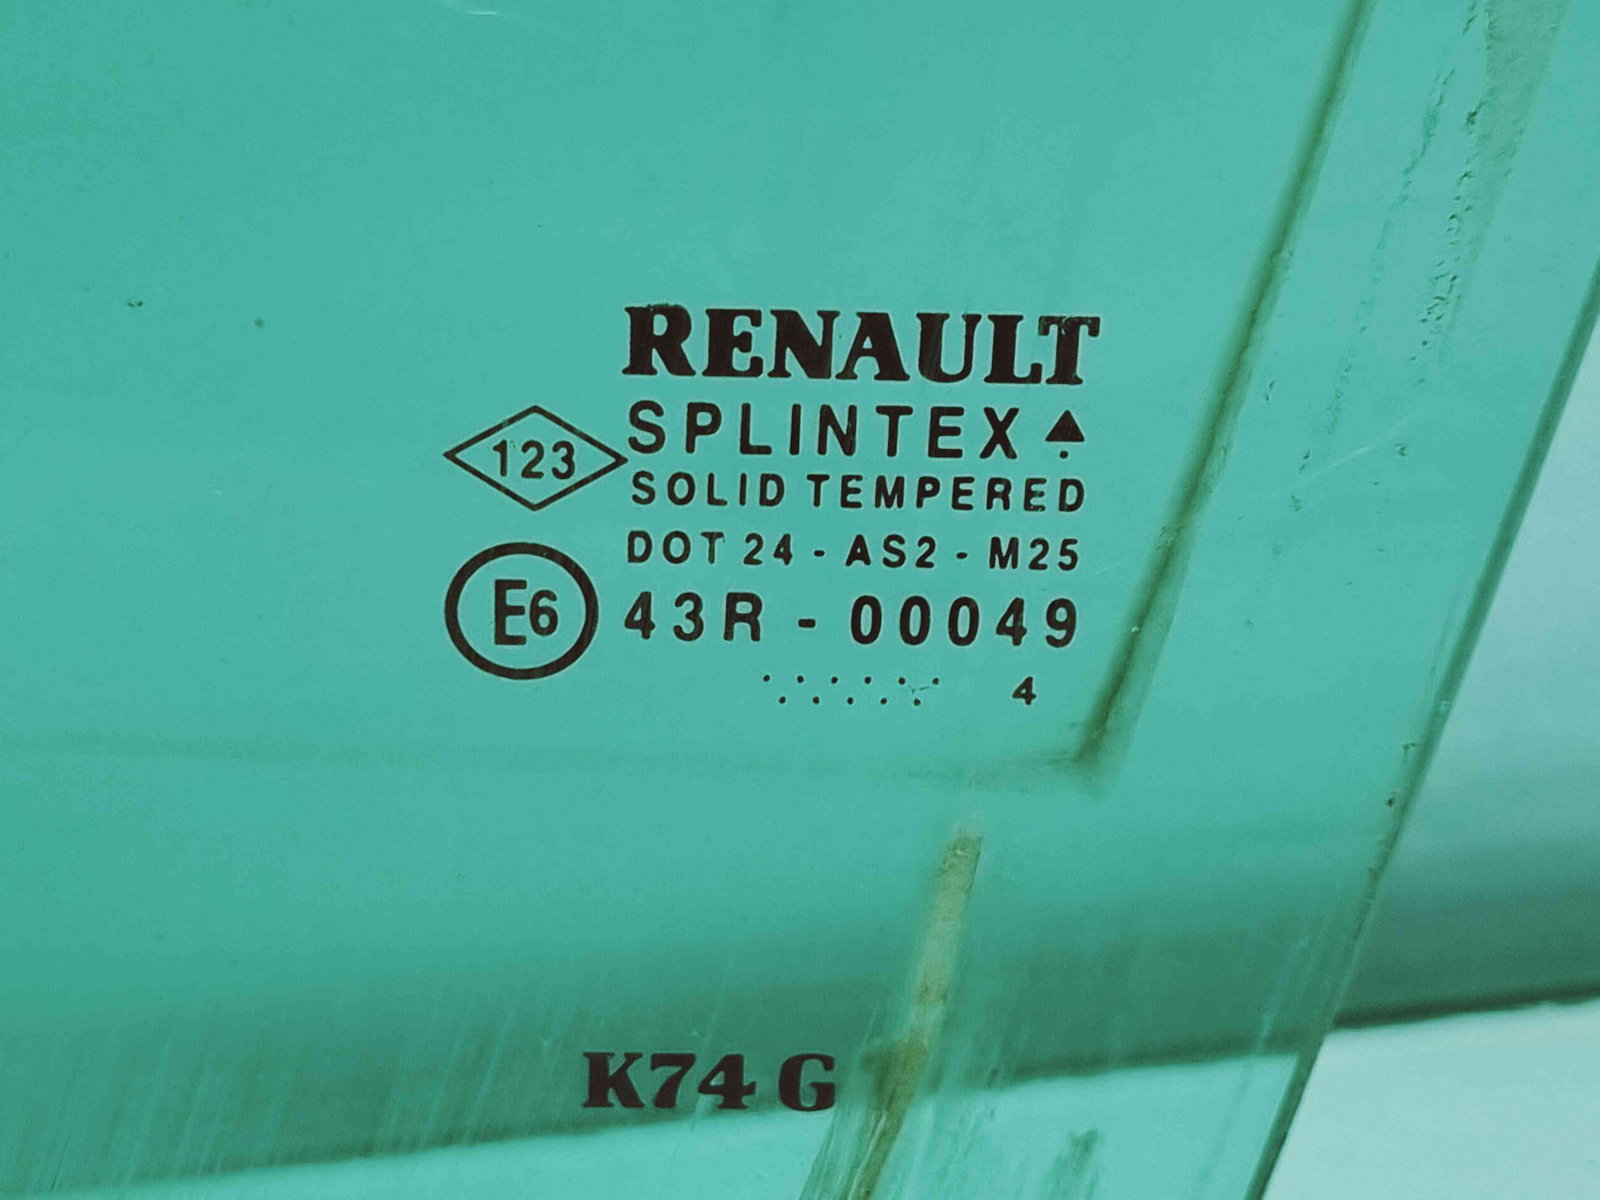 RENAULT
SPLINTEX
123
SOLID TEMPERED
DOT 24 - AS2 - M25
E6 43R - 00049
4
K74 G